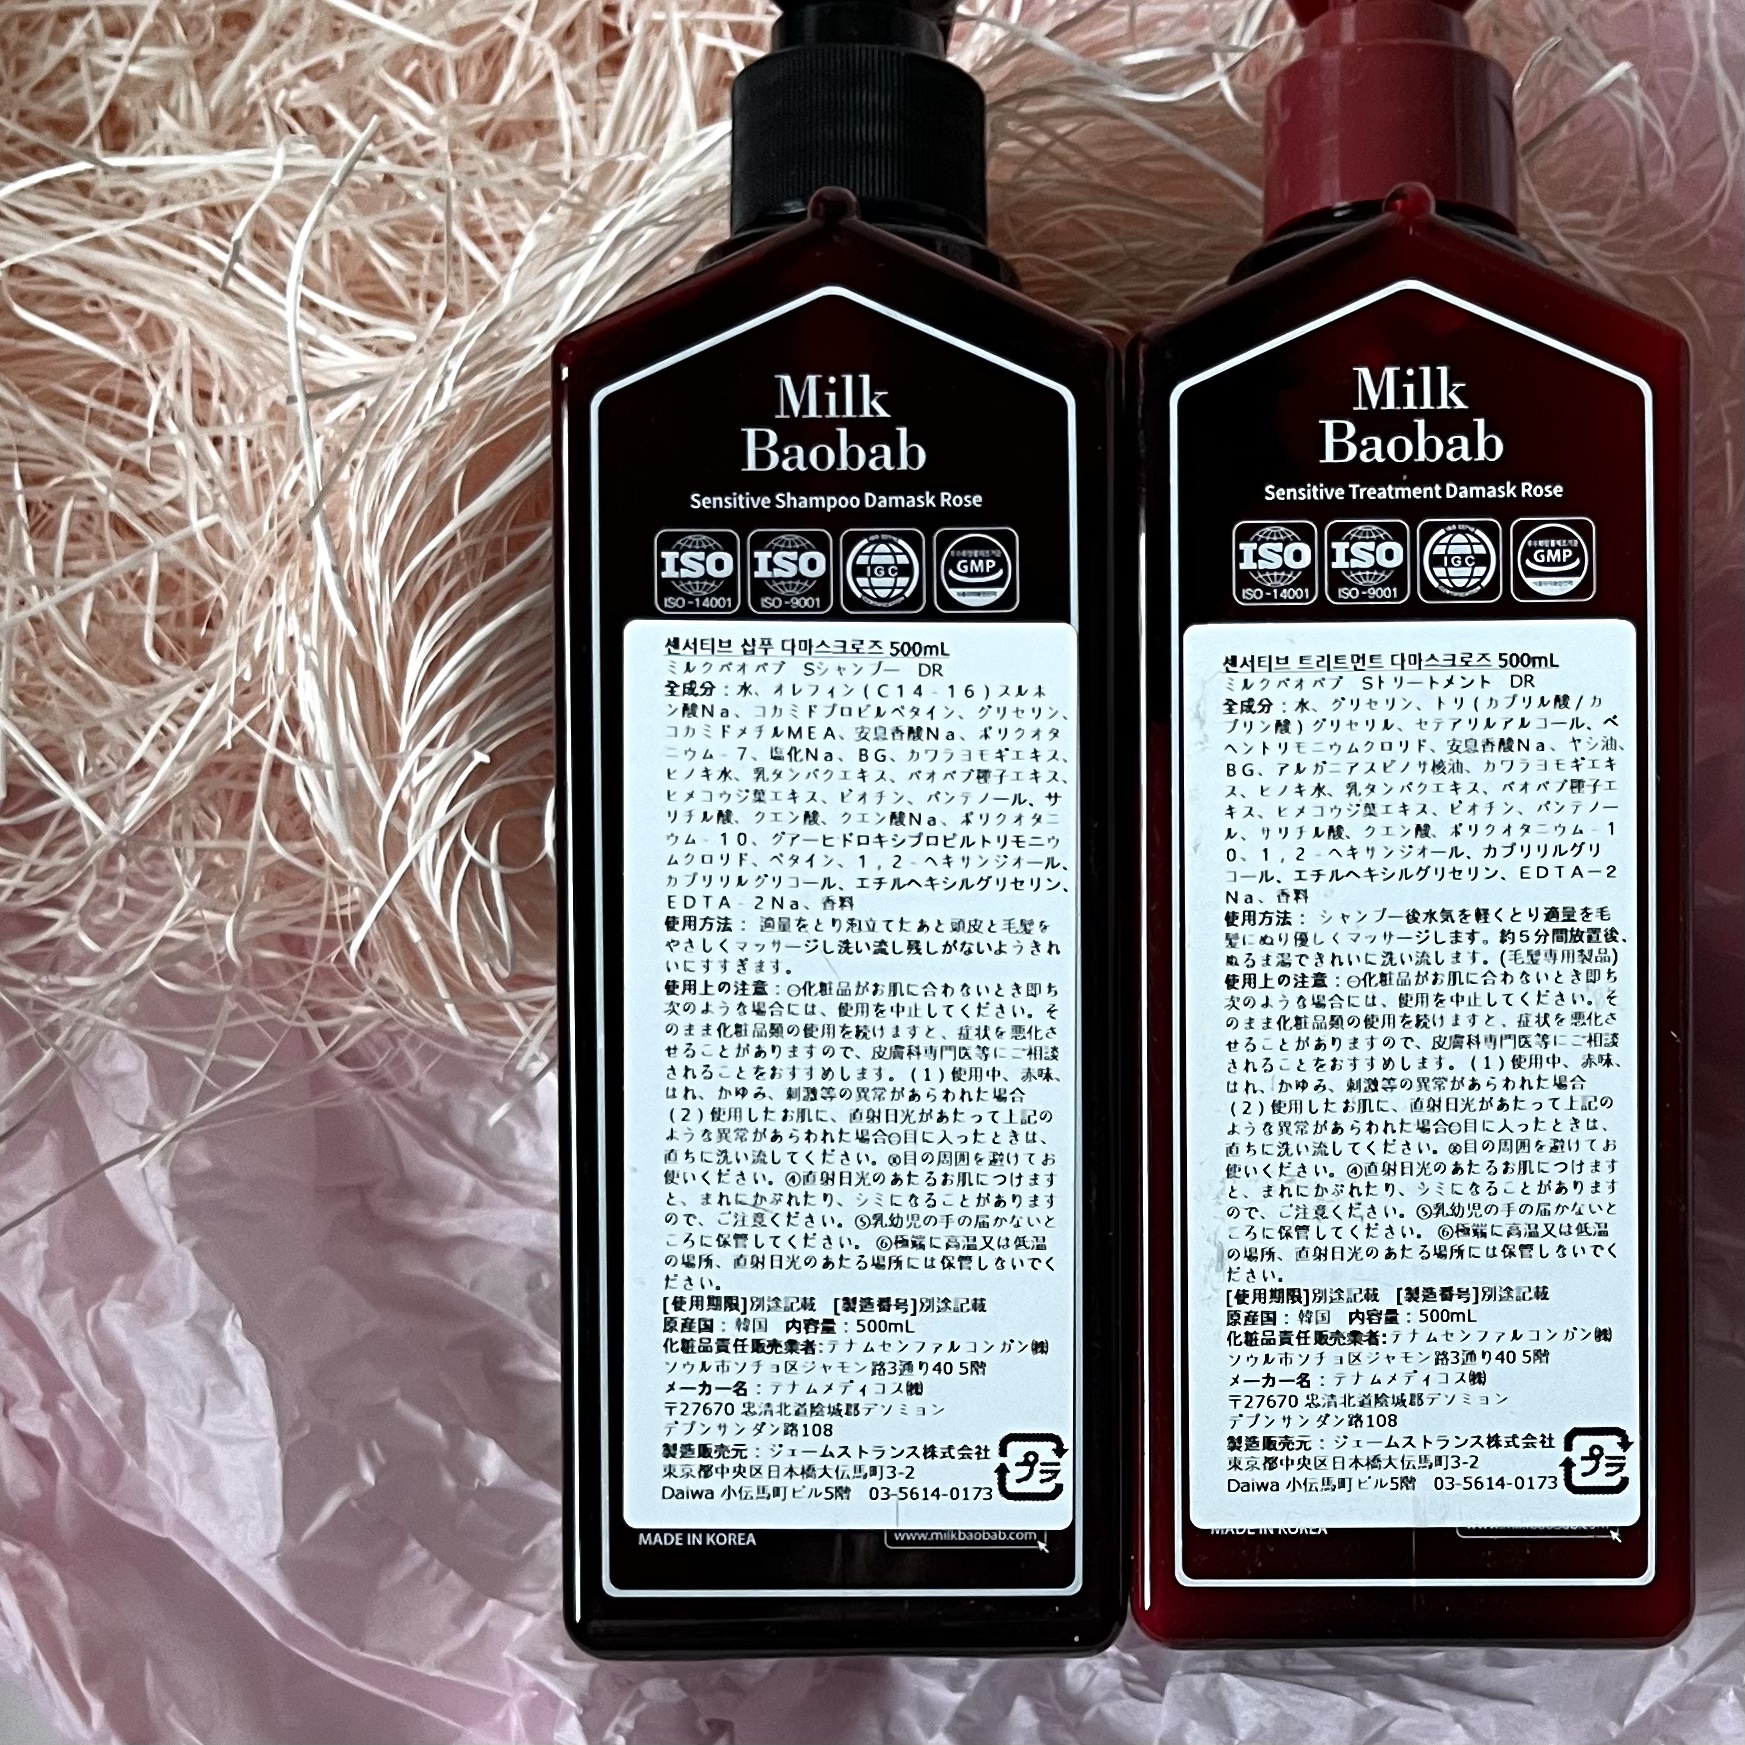 Milk
Baobab
Sensitive Shampoo Damask Rose
ISO
ISO-14001
ISO
ISO-9001
IGC
GMP
센서티브 샴푸 다마스크로즈 500mL
ミルクバオバブ Sシャンプー DR
全成分：水、オレフィン(C14-16)スルホ
ン酸Na、コカミドプロピルベタイン、グリセリン、
コカミドメチルMEA、安息香酸Na、ポリクオタ
ニウム-7、塩化Na、BG、カワラヨモギエキス、
ヒノキ水、乳タンパクエキス、バオバブ種子エキス、
ヒメコウジ葉エキス、ビオチン、パンテノール、サ
リチル酸、クエン酸、クエン酸Na、ポリクオタニ
ウム-10、グアーヒドロキシプロピルトリモニウ
ムクロリド、ベタイン、1,2-ヘキサンジオール、
カプリリルグリコール、エチルヘキシルグリセリン、
EDTA-2Na、香料
使用方法： 適量をとり泡立てたあと頭皮と毛髪を
やさしくマッサージし洗い流し残しがないようきれ
いにすすぎます。
使用上の注意：化粧品がお肌に合わないとき即ち
次のような場合には、使用を中止してください。そ
のまま化粧品類の使用を続けますと、症状を悪化さ
せることがありますので、皮膚科専門医等にご相談
されることをおすすめします。(1)使用中、赤味、
はれ、かゆみ、刺激等の異常があらわれた場合
(2)使用したお肌に、直射日光があたって上記の
ような異常があらわれた場合目に入ったときは、
直ちに洗い流してください。目の周囲を避けてお
使いください。④直射日光のあたるお肌につけます
と、まれにかぶれたり、シミになることがあります
ので、ご注意ください。⑤乳幼児の手の届かないと
ころに保管してください。⑥極端に高温又は低温
の場所、直射日光のあたる場所には保管しないでく
ださい。
[使用期限]別途記載 [製造番号]別途記載
原産国：韓国 内容量：500mL
化粧品責任販売業者:テナムセンファルコンガン㈱
ソウル市ソチョ区ジャモン路3通り40 5階
メーカー名：テナムメディコス㈱
〒27670 忠清北道陰城郡デソミョン
デプンサンダン路108
製造販売元：ジェームストランス株式会社
東京都中央区日本橋大伝馬町3-2
Daiwa 小伝馬町ビル5階 03-5614-0173
プラ
MADE IN KOREA
www.milkbaobab.com
Milk
Baobab
Sensitive Treatment Damask Rose
ISO
ISO-14001
ISO
ISO-9001
IGC
GMP
센서티브 트리트먼트 다마스크로즈 500mL
ミルクバオバブ Sトリートメント DR
全成分：水、グリセリン、トリ(カプリル酸/カ
プリン酸)グリセリル、セテアリルアルコール、ベ
ヘントリモニウムクロリド、安息香酸Na、ヤシ油、
BG、アルガニアスピノサ核油、カワラヨモギエキ
ス、ヒノキ水、乳タンパクエキス、バオバブ種子エ
キス、ヒメコウジ葉エキス、ビオチン、パンテノー
ル、サリチル酸、クエン酸、ポリクオタニウム-1
0、1,2-ヘキサンジオール、カプリリルグリ
コール、エチルヘキシルグリセリン、EDTA-2
Na、香料
使用方法： シャンプー後水気を軽くとり適量を毛
髪にぬり優しくマッサージします。約5分間放置後、
ぬるま湯できれいに洗い流します。(毛髪専用製品)
使用上の注意：化粧品がお肌に合わないとき即ち
次のような場合には、使用を中止してください。そ
のまま化粧品類の使用を続けますと、症状を悪化さ
せることがありますので、皮膚科専門医等にご相談
されることをおすすめします。(1)使用中、赤味、
はれ、かゆみ、刺激等の異常があらわれた場合
(2)使用したお肌に、直射日光があたって上記の
ような異常があらわれた場合目に入ったときは、
直ちに洗い流してください。目の周囲を避けてお
使いください。④直射日光のあたるお肌につけます
と、まれにかぶれたり、シミになることがあります
ので、ご注意ください。⑤乳幼児の手の届かないと
ころに保管してください。 ⑥極端に高温又は低温
の場所、直射日光のあたる場所には保管しないでく
ださい。
[使用期限]別途記載 [製造番号]別途記載
原産国：韓国 内容量：500mL
化粧品責任販売業者:テナムセンファルコンガン㈱
ソウル市ソチョ区ジャモン路3通り40 5階
メーカー名：テナムメディコス㈱
〒27670 忠清北道陰城郡デソミョン
デプンサンダン路108
製造販売元：ジェームストランス株式会社
東京都中央区日本橋大伝馬町3-2
Daiwa 小伝馬町ビル5階 03-5614-0173
プラ
MADE IN KOREA